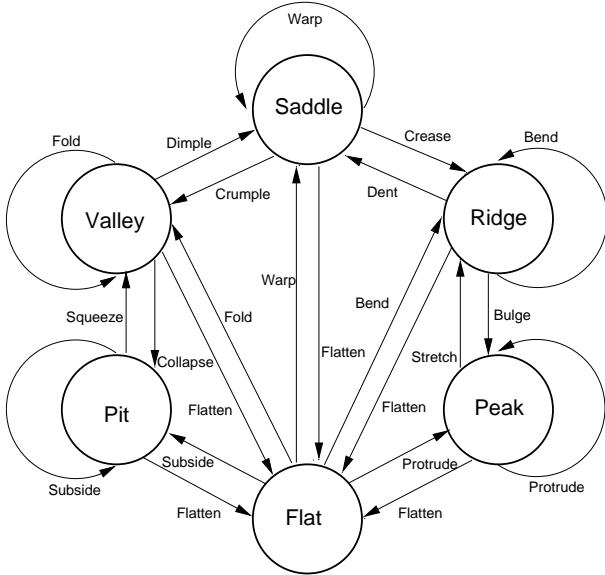 Warp
Saddle
Fold
Dimple
Crease
Bend
Crumple
Dent
Valley
Ridge
Warp
Bend
Squeeze
Fold
Bulge
Collapse
Flatten
Stretch
Pit
Flatten
Flatten
Peak
Subside
Protrude
Subside
Flatten
Flat
Flatten
Protrude